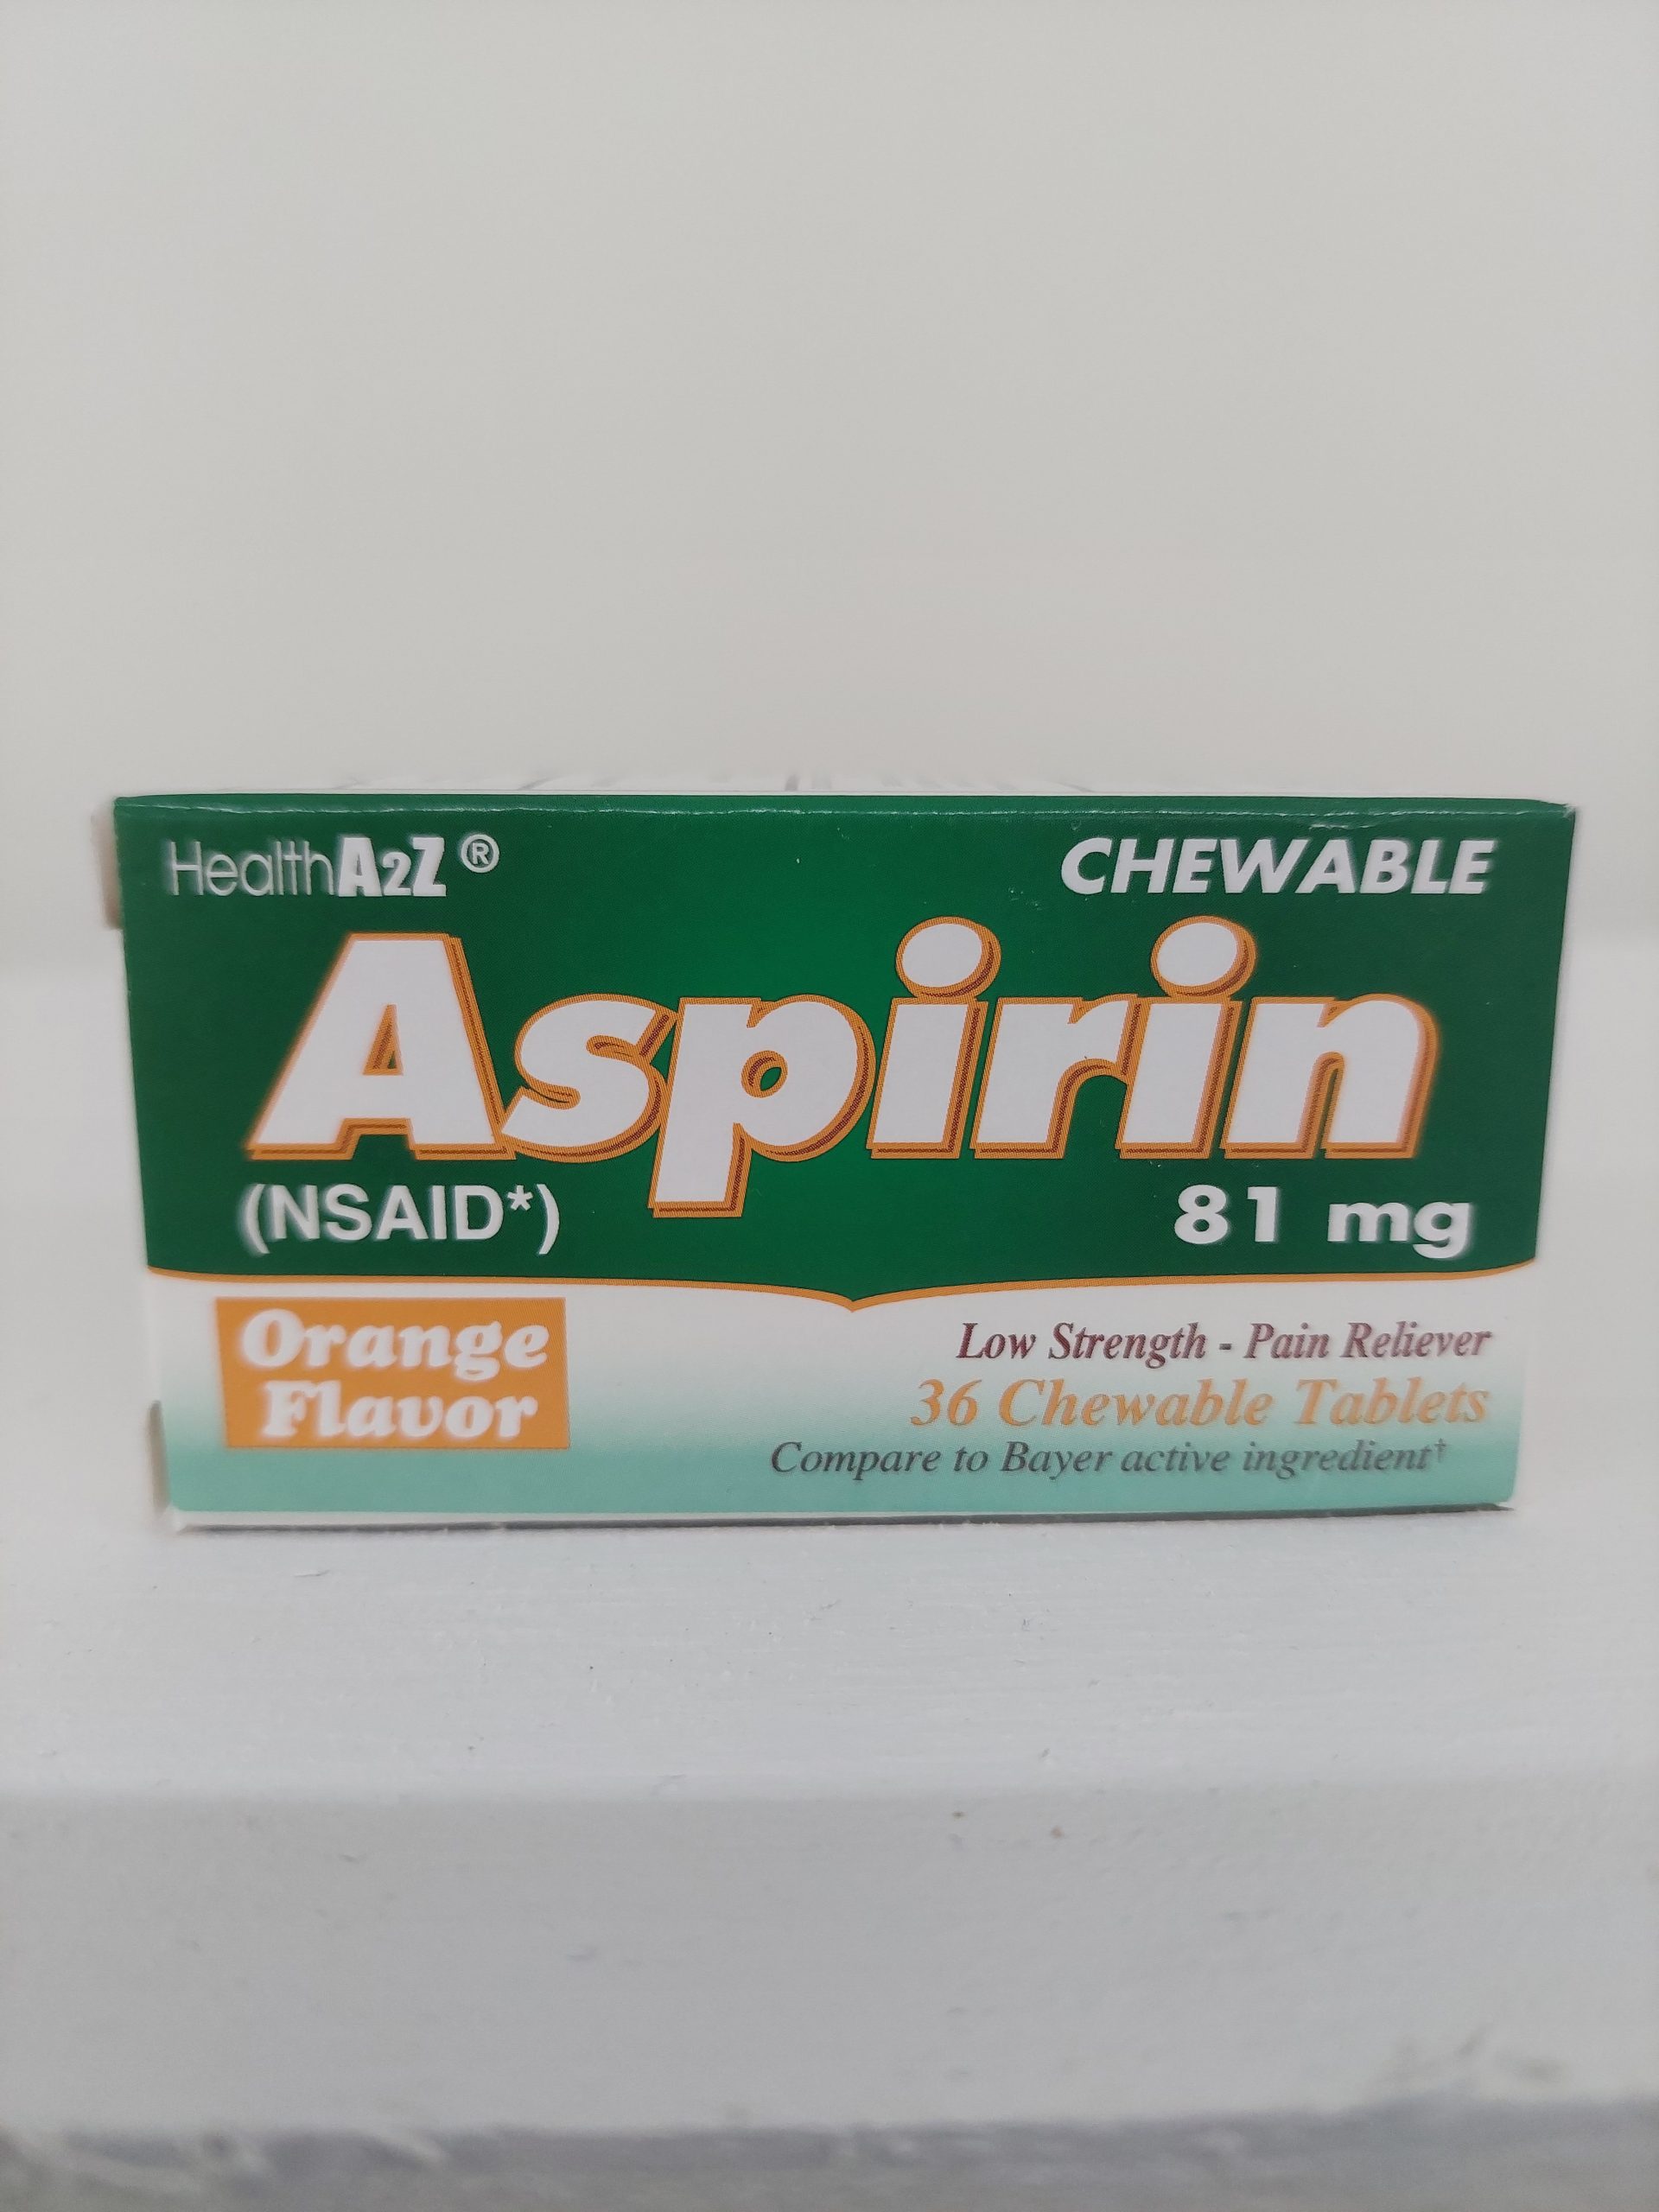 HealthA2Z ®
CHEWABLE
Aspirin
(NSAID*)
81 mg
Orange
Flavor
Low Strength - Pain Reliever
36 Chewable Tablets
Compare to Bayer active ingredient†